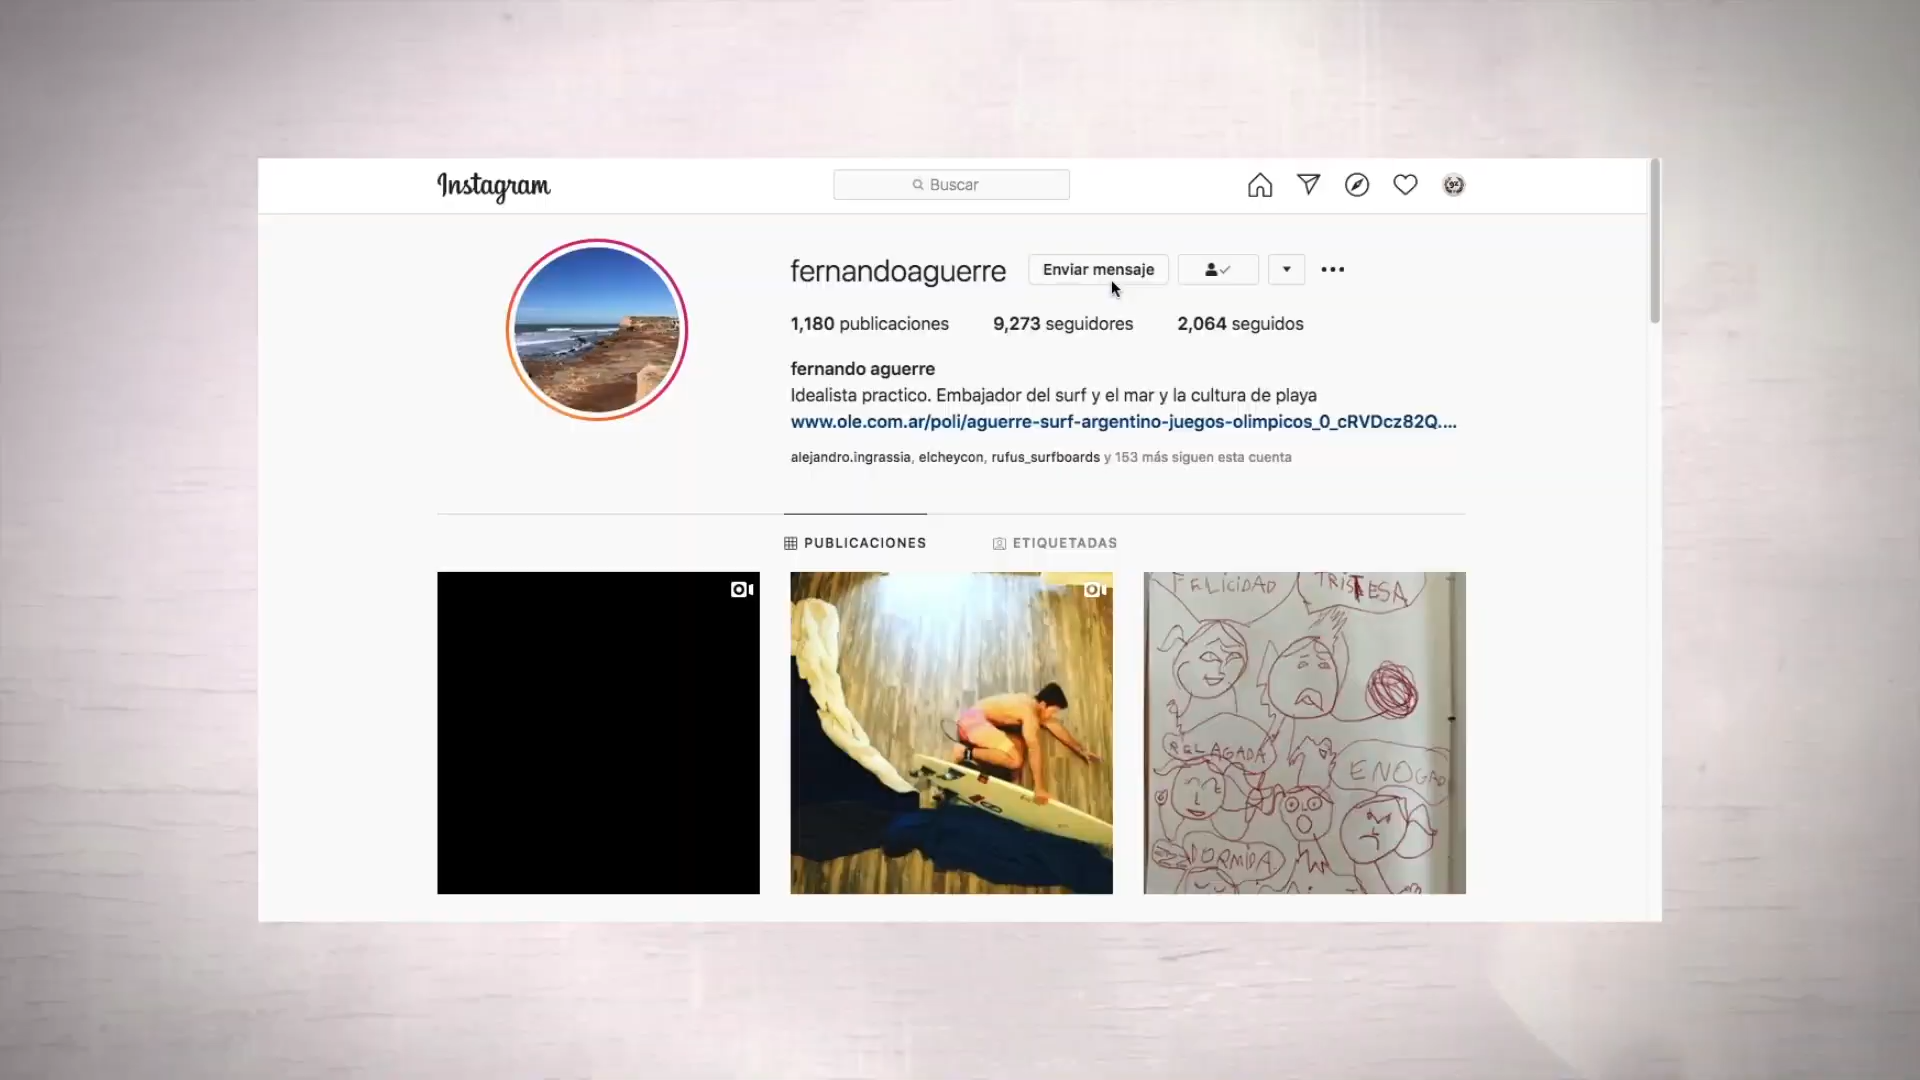 Instagram
Buscar
fernandoaguerre
Enviar mensaje
1,180 publicaciones 9,273 seguidores 2,064 seguidos
fernando aguerre
Idealista practico. Embajador del surf y el mar y la cultura de playa
www.ole.com.ar/poli/aguerre-surf-argentino-juegos-olimpicos_0_cRVDcz82Q....
alejandro.ingrassia, elcheycon, rufus_surfboards y 153 más siguen esta cuenta
PUBLICACIONES ETIQUETADAS
FELICIDAD TRISTESA
ENOGAD
DORMIDA